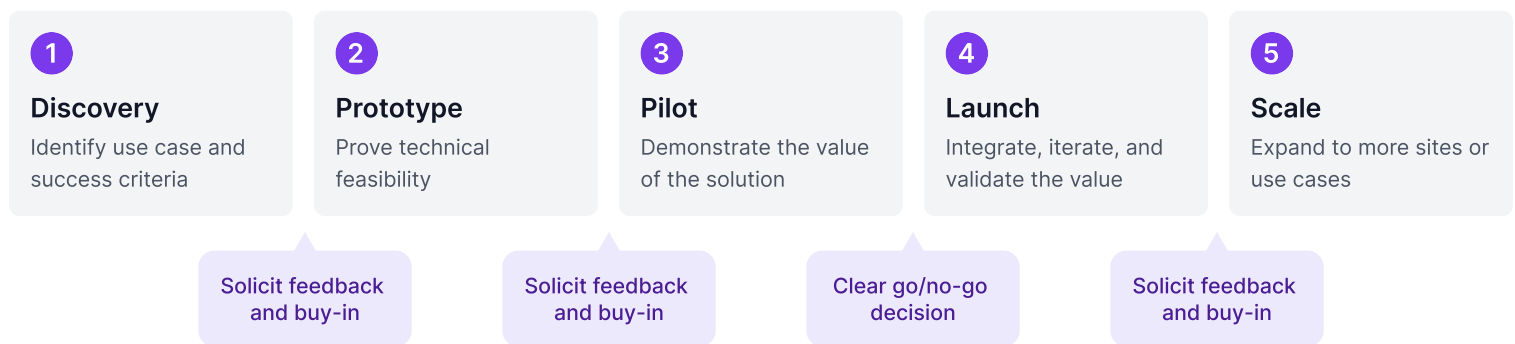 1
Discovery
Identify use case and
success criteria
2
Prototype
Prove technical
feasibility
3
Pilot
Demonstrate the value
of the solution
4
Launch
Integrate, iterate, and
validate the value
5
Scale
Expand to more sites or
use cases
Solicit feedback
and buy-in
Solicit feedback
and buy-in
Clear go/no-go
decision
Solicit feedback
and buy-in